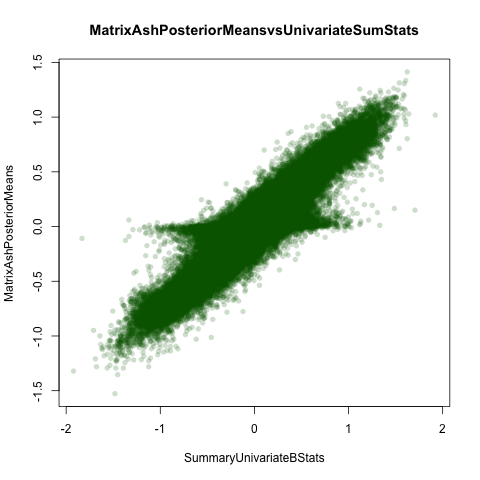 MatrixAshPosteriorMeansvsUnivariateSumStats
MatrixAshPosteriorMeans
1.5
1.0
0.5
0.0
-0.5
-1.0
-1.5
-2 -1 0 1 2
SummaryUnivariateBStats